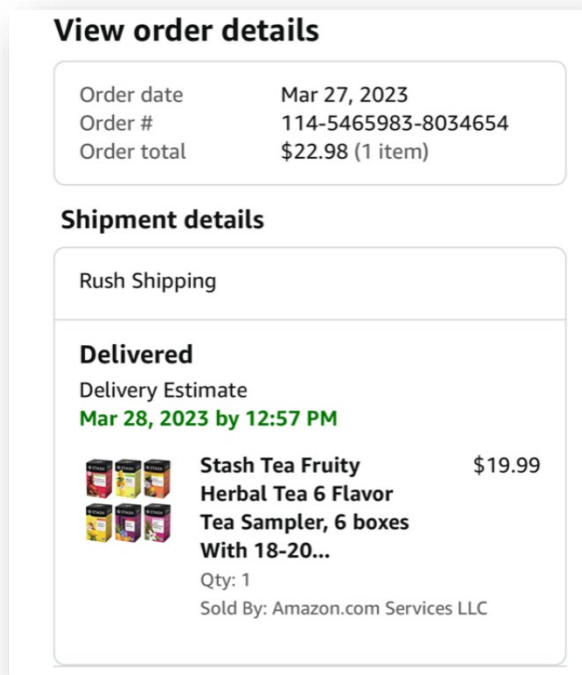 View order details
Order date Mar 27, 2023
Order # 114-5465983-8034654
Order total $22.98 (1 item)
Shipment details
Rush Shipping
Delivered
Delivery Estimate
Mar 28, 2023 by 12:57 PM
Stash Tea Fruity $19.99
Herbal Tea 6 Flavor
Tea Sampler, 6 boxes
With 18-20...
Qty: 1
Sold By: Amazon.com Services LLC